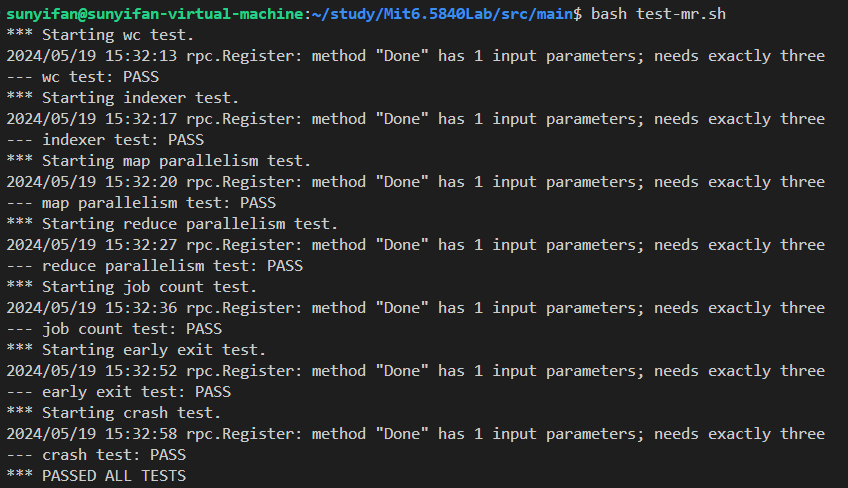 sunyifan@sunyifan-virtual-machine:~/study/Mit6.5840Lab/src/main$ bash test-mr.sh
*** Starting wc test.
2024/05/19 15:32:13 rpc.Register: method "Done" has 1 input parameters; needs exactly three
--- wc test: PASS
*** Starting indexer test.
2024/05/19 15:32:17 rpc.Register: method "Done" has 1 input parameters; needs exactly three
--- indexer test: PASS
*** Starting map parallelism test.
2024/05/19 15:32:20 rpc.Register: method "Done" has 1 input parameters; needs exactly three
--- map parallelism test: PASS
*** Starting reduce parallelism test.
2024/05/19 15:32:27 rpc.Register: method "Done" has 1 input parameters; needs exactly three
--- reduce parallelism test: PASS
*** Starting job count test.
2024/05/19 15:32:36 rpc.Register: method "Done" has 1 input parameters; needs exactly three
--- job count test: PASS
*** Starting early exit test.
2024/05/19 15:32:52 rpc.Register: method "Done" has 1 input parameters; needs exactly three
--- early exit test: PASS
*** Starting crash test.
2024/05/19 15:32:58 rpc.Register: method "Done" has 1 input parameters; needs exactly three
--- crash test: PASS
*** PASSED ALL TESTS